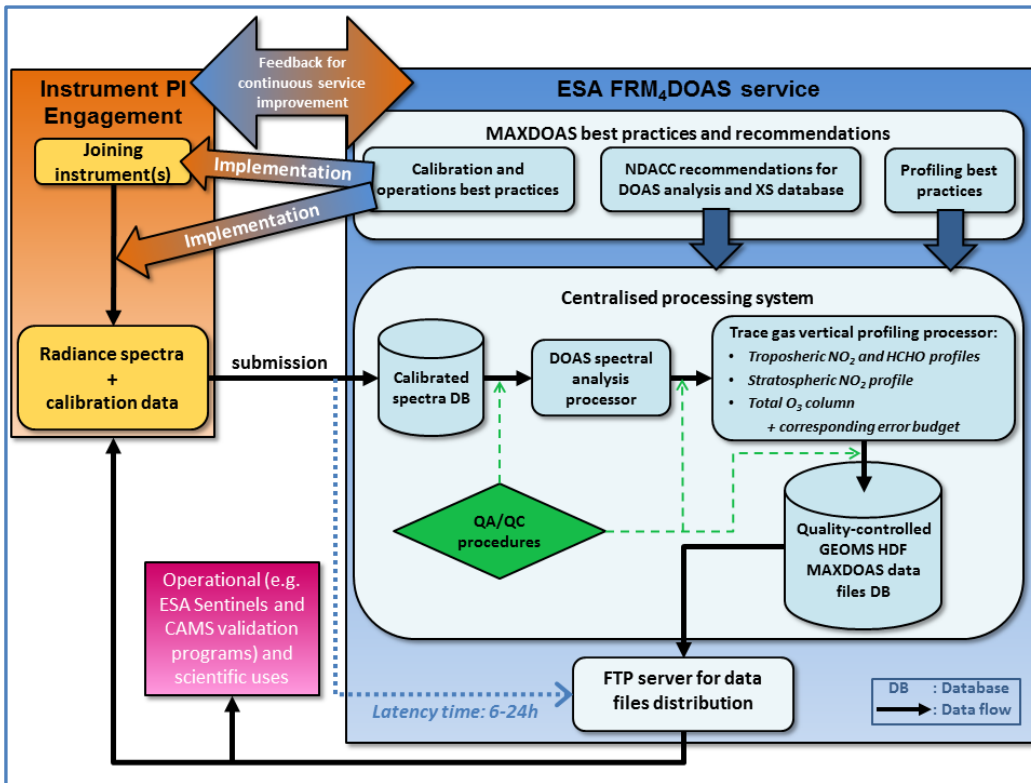 Feedback for
continuous service
improvement
Instrument PI
Engagement
ESA FRM₄DOAS service
MAXDOAS best practices and recommendations
Joining
instrument(s)
Implementation
Implementation
Calibration and
operations best practices
NDACC recommendations for
DOAS analysis and XS database
Profiling best
practices
Centralised processing system
Radiance spectra
+
calibration data
submission
Calibrated
spectra DB
DOAS spectral
analysis
processor
Trace gas vertical profiling processor:
• Tropospheric NO₂ and HCHO profiles
• Stratospheric NO₂ profile
• Total O₃ column
+ corresponding error budget
QA/QC
procedures
Quality-controlled
GEOMS HDF
MAXDOAS data
files DB
Operational (e.g.
ESA Sentinels and
CAMS validation
programs) and
scientific uses
Latency time: 6-24h
FTP server for data
files distribution
DB : Database
: Data flow